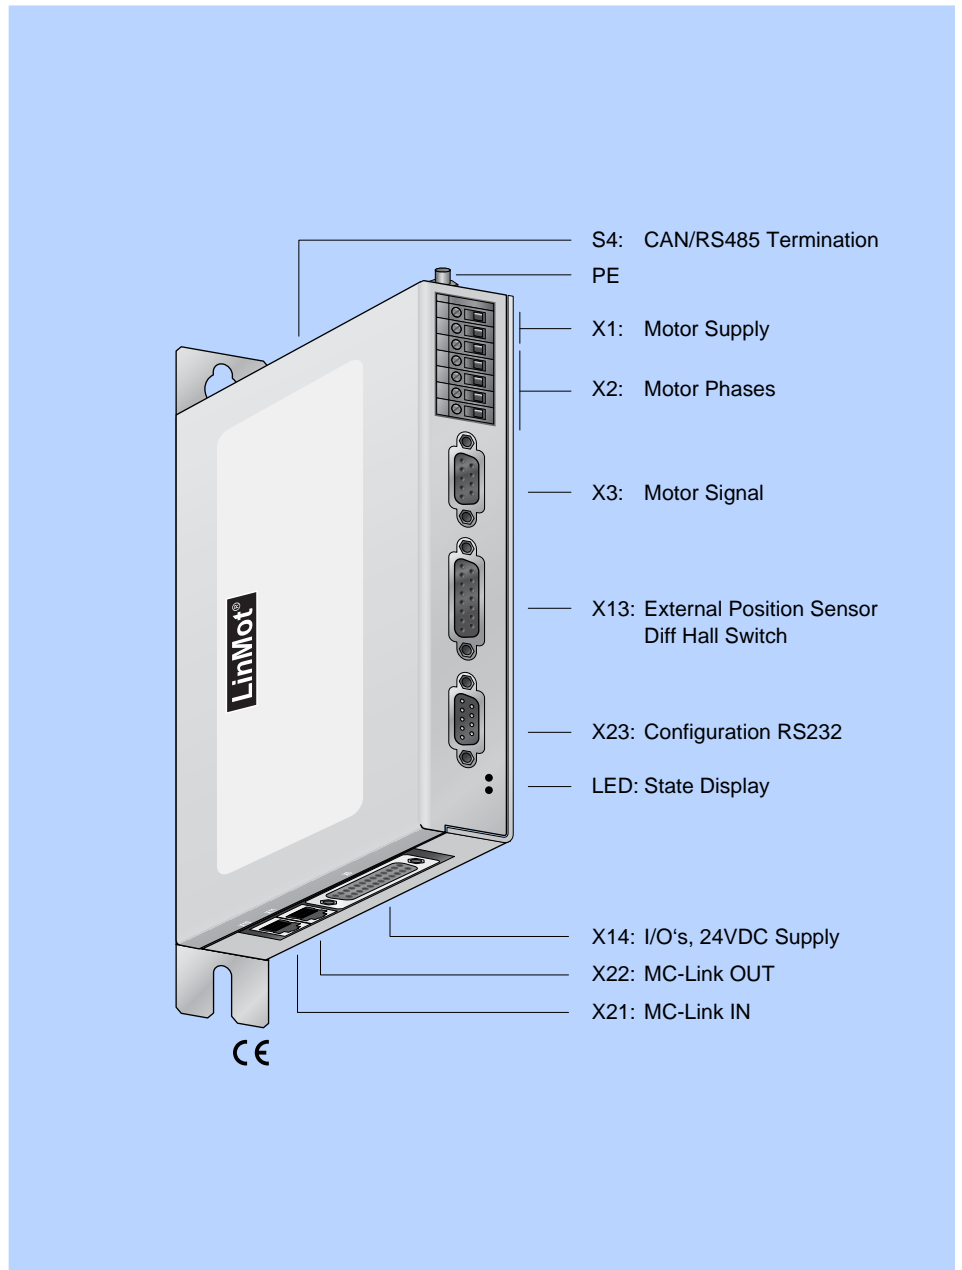 S4: CAN/RS485 Termination
PE
X1: Motor Supply
X2: Motor Phases
X3: Motor Signal
X13: External Position Sensor
Diff Hall Switch
LinMot®
X23: Configuration RS232
LED: State Display
X14: I/O‘s, 24VDC Supply
X22: MC-Link OUT
X21: MC-Link IN
CE